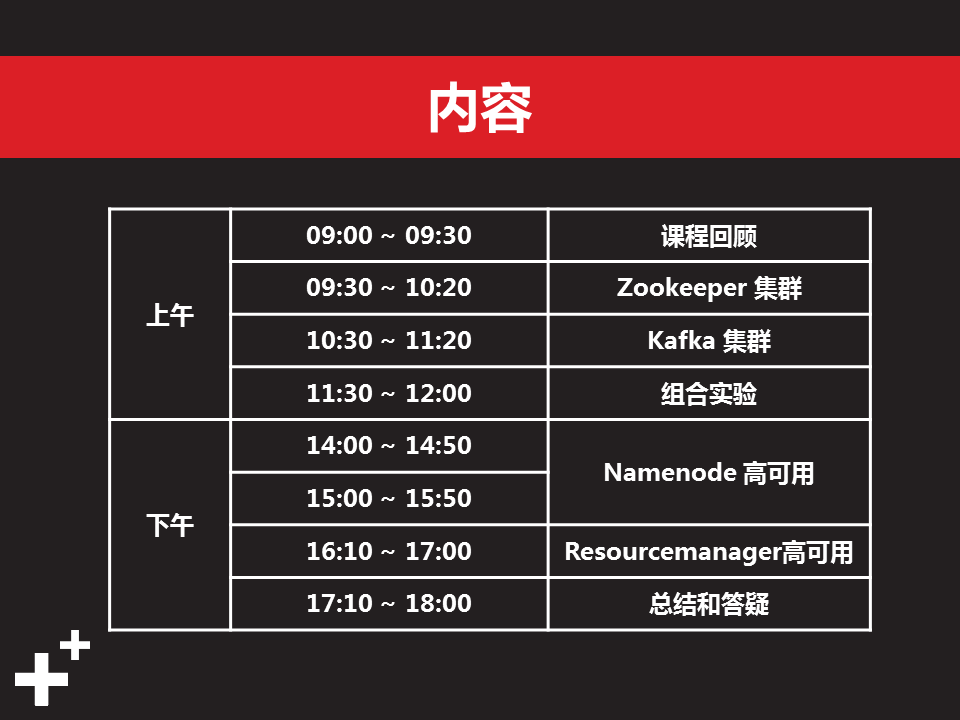 内容
上午
09:00 ~ 09:30 课程回顾
09:30 ~ 10:20 Zookeeper 集群
10:30 ~ 11:20 Kafka 集群
11:30 ~ 12:00 组合实验
下午
14:00 ~ 14:50 Namenode 高可用
15:00 ~ 15:50
16:10 ~ 17:00 Resourcemanager高可用
17:10 ~ 18:00 总结和答疑